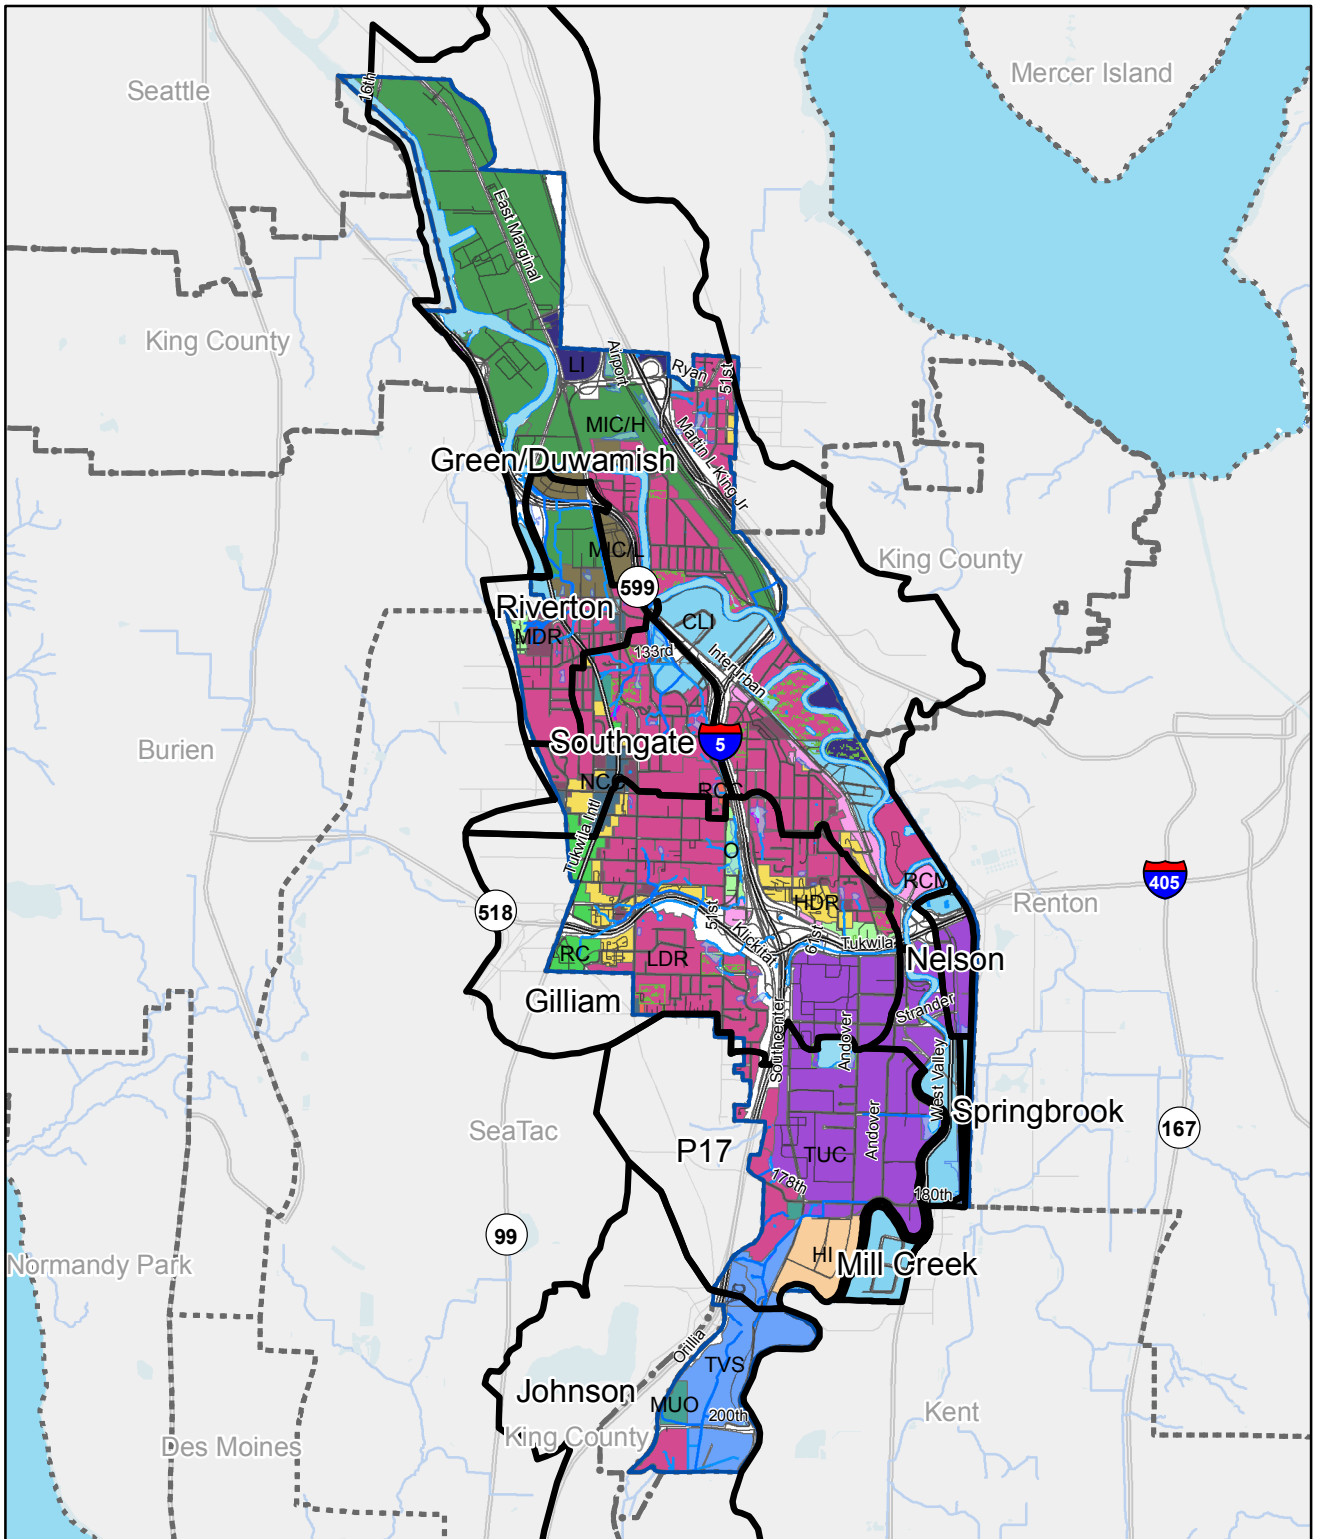 Mercer Island
Seattle
16th
East Marginal
King County
LI
Airport
Ryan
51st
MIC/H
Martin L King Jr
Green/Duwamish
MIC/L
King County
599
Riverton
CLI
MDR
133rd
Interurban
Burien
Southgate
5
NCC
RCC
Tukwila Intl
O
405
RCM
HDR
Renton
518
51st
Klickitat
61st
Tukwila
RC
LDR
Nelson
Gilliam
Strander
Southcenter
Andover
West Valley
Springbrook
SeaTac
Andover
167
P17
TUC
178th
180th
99
HI
Mill Creek
Normandy Park
Orillia
TVS
Johnson
MUO
200th
Kent
King County
Des Moines